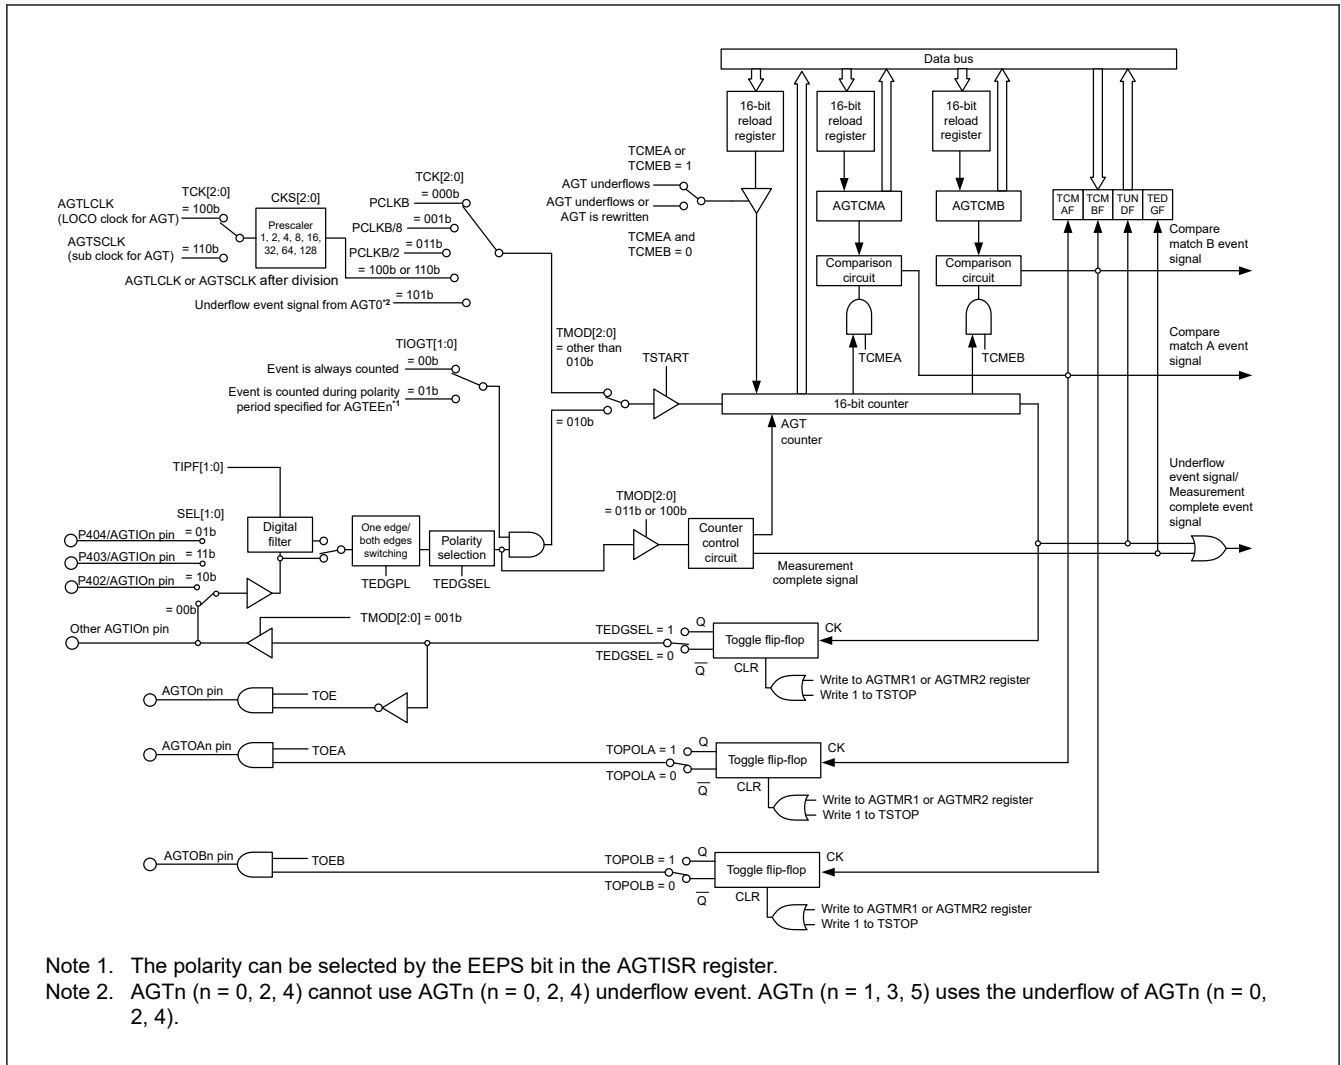 Data bus
16-bit
reload
register
16-bit
reload
register
16-bit
reload
register
TCMEA or
TCMEB = 1
AGT underflows
AGT underflows or
AGT is rewritten
TCMEA and
TCMEB = 0
AGTCMA
AGTCMB
TCM
AF
TCM
BF
TUN
DF
TED
GF
Comparison
circuit
Comparison
circuit
TCMEA
TCMEB
Compare
match B event
signal
Compare
match A event
signal
TCK[2:0]
= 000b
PCLKB
= 001b
PCLKB/8
= 011b
PCLKB/2
= 100b or 110b
AGTLCLK or AGTSCLK after division
= 101b
Underflow event signal from AGT0*2
TCK[2:0]
= 100b
AGTLCLK
(LOCO clock for AGT)
AGTSCLK
(sub clock for AGT)
= 110b
CKS[2:0]
Prescaler
1, 2, 4, 8, 16,
32, 64, 128
TIOGT[1:0]
= 00b
Event is always counted
Event is counted during polarity
period specified for AGTEEn*1
= 01b
TMOD[2:0]
= other than
010b
= 010b
TSTART
16-bit counter
AGT
counter
TIPF[1:0]
SEL[1:0]
P404/AGTIOn pin
= 01b
P403/AGTIOn pin
= 11b
P402/AGTIOn pin
= 10b
= 00b
Other AGTIOn pin
Digital
filter
One edge/
both edges
switching
TEDGPL
Polarity
selection
TEDGSEL
TMOD[2:0]
= 011b or 100b
Counter
control
circuit
Measurement
complete signal
Underflow
event signal/
Measurement
complete event
signal
TMOD[2:0] = 001b
TEDGSEL = 1
TEDGSEL = 0
Q
Q
Toggle flip-flop
CK
CLR
Write to AGTMR1 or AGTMR2 register
Write 1 to TSTOP
AGTOn pin
TOE
AGTOAn pin
TOEA
TOPOLA = 1
TOPOLA = 0
Q
Q
Toggle flip-flop
CK
CLR
Write to AGTMR1 or AGTMR2 register
Write 1 to TSTOP
AGTOBn pin
TOEB
TOPOLB = 1
TOPOLB = 0
Q
Q
Toggle flip-flop
CK
CLR
Write to AGTMR1 or AGTMR2 register
Write 1 to TSTOP
Note 1. The polarity can be selected by the EEPS bit in the AGTISR register.
Note 2. AGTn (n = 0, 2, 4) cannot use AGTn (n = 0, 2, 4) underflow event. AGTn (n = 1, 3, 5) uses the underflow of AGTn (n = 0,
2, 4).